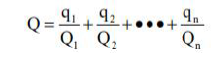 Q = q₁/Q₁ + q₂/Q₂ + ••• + qₙ/Qₙ